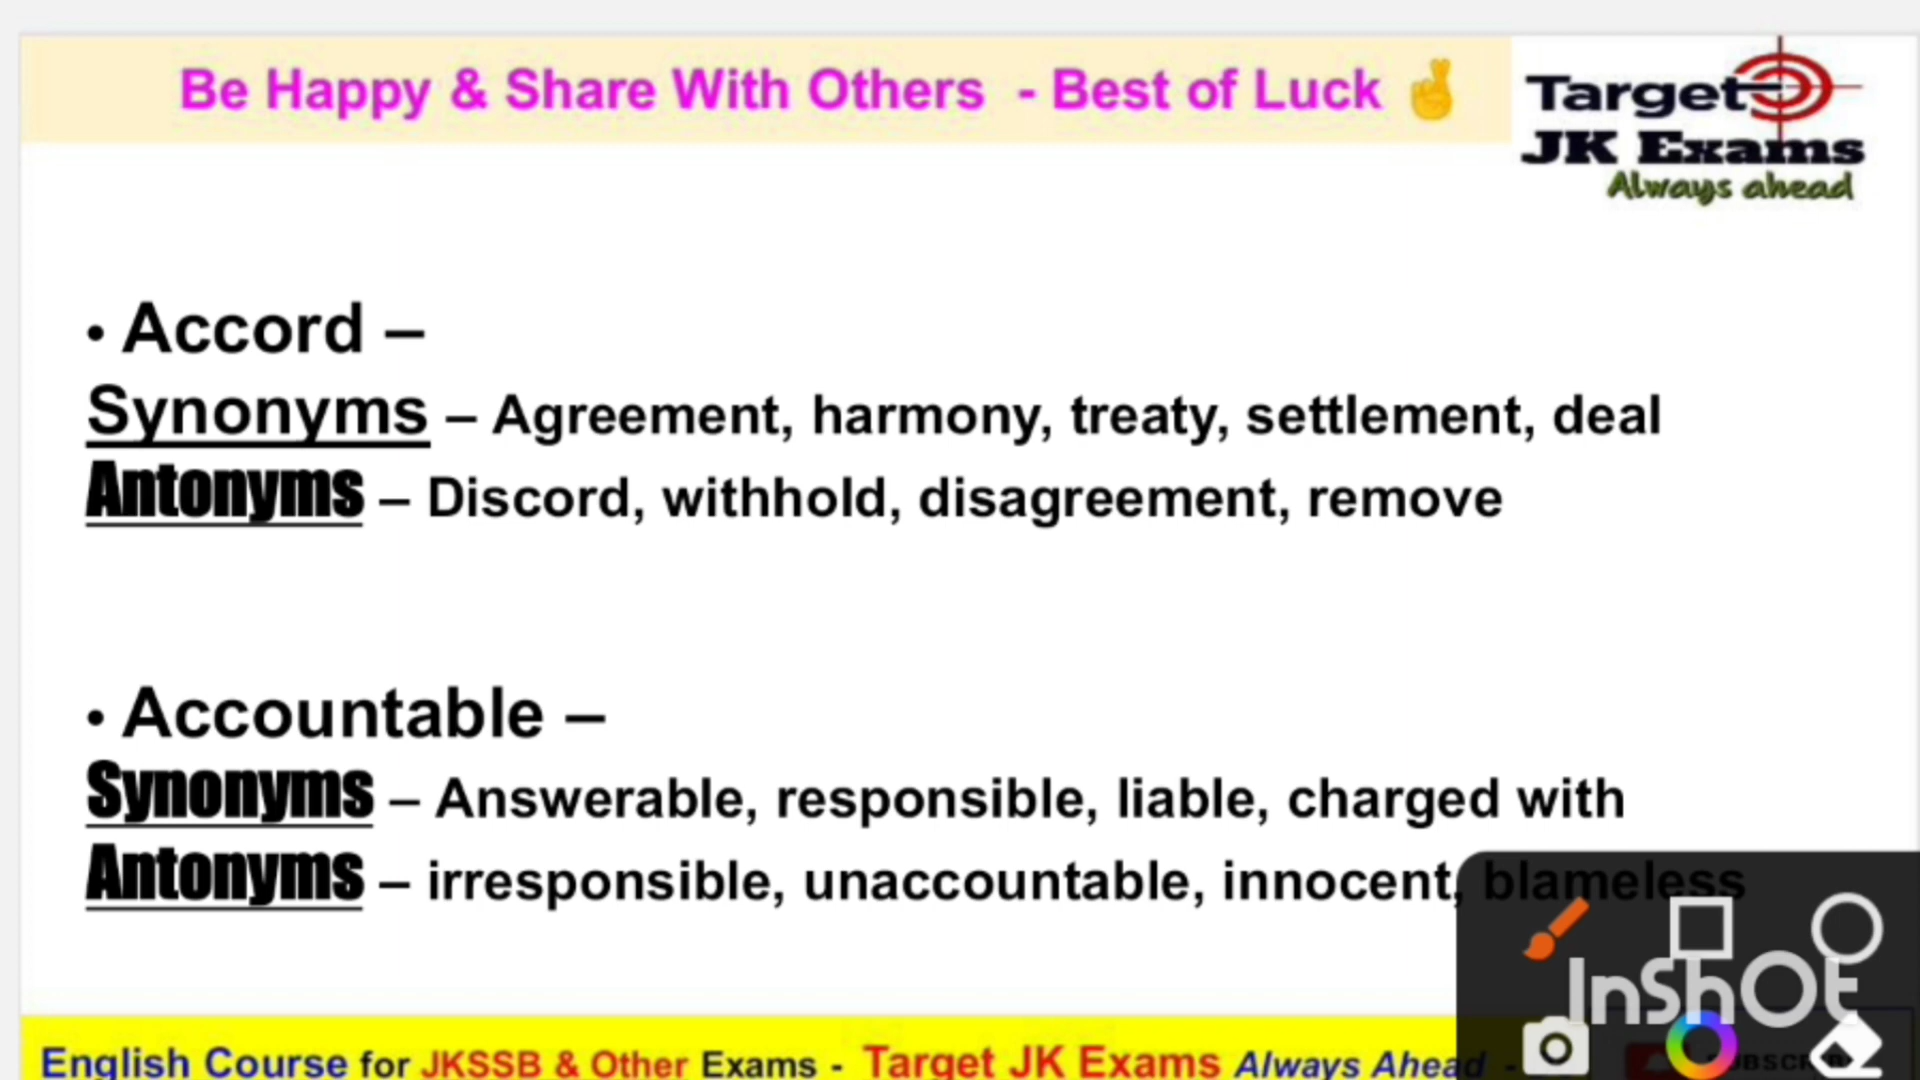 Be Happy & Share With Others - Best of Luck 🤞
Target
JK Exams
Always ahead
• Accord –
Synonyms – Agreement, harmony, treaty, settlement, deal
Antonyms – Discord, withhold, disagreement, remove
• Accountable –
Synonyms – Answerable, responsible, liable, charged with
Antonyms – irresponsible, unaccountable, innocent, blameless
InShOt
English Course for JKSSB & Other Exams - Target JK Exams Always Ahead -